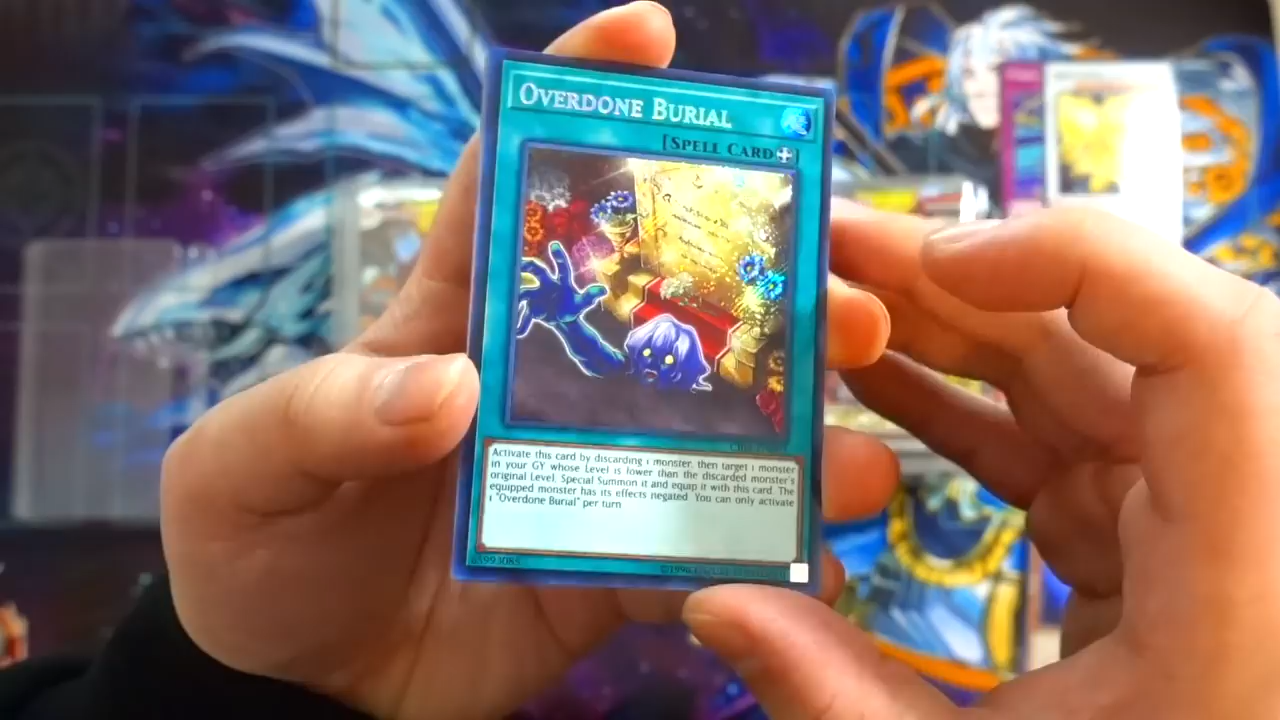 OVERDONE BURIAL
[SPELL CARD]
Activate this card by discarding 1 monster, then target 1 monster
in your GY whose Level is lower than the discarded monster's
original Level; Special Summon it and equip it with this card. The
equipped monster has its effects negated. You can only activate
1 "Overdone Burial" per turn.